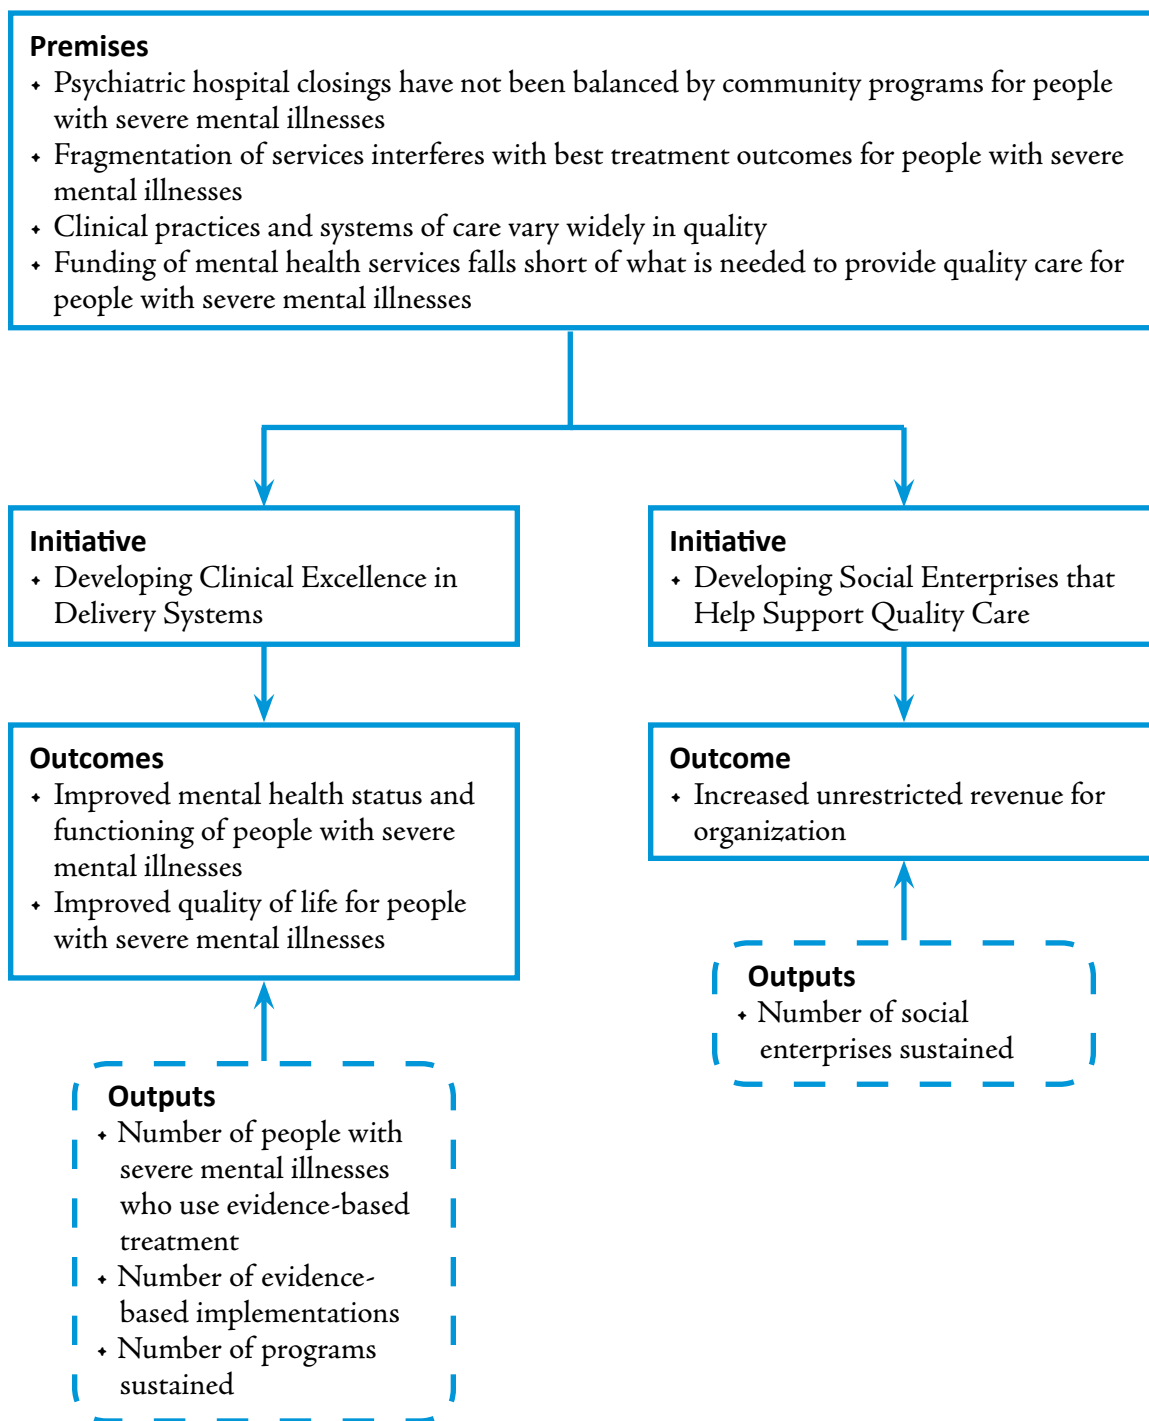 Premises
Psychiatric hospital closings have not been balanced by community programs for people
with severe mental illnesses
Fragmentation of services interferes with best treatment outcomes for people with severe
mental illnesses
Clinical practices and systems of care vary widely in quality
Funding of mental health services falls short of what is needed to provide quality care for
people with severe mental illnesses
Initiative
Developing Clinical Excellence in
Delivery Systems
Initiative
Developing Social Enterprises that
Help Support Quality Care
Outcomes
Improved mental health status and
functioning of people with severe
mental illnesses
Improved quality of life for people
with severe mental illnesses
Outcome
Increased unrestricted revenue for
organization
Outputs
Number of social
enterprises sustained
Outputs
Number of people with
severe mental illnesses
who use evidence-based
treatment
Number of evidence-
based implementations
Number of programs
sustained